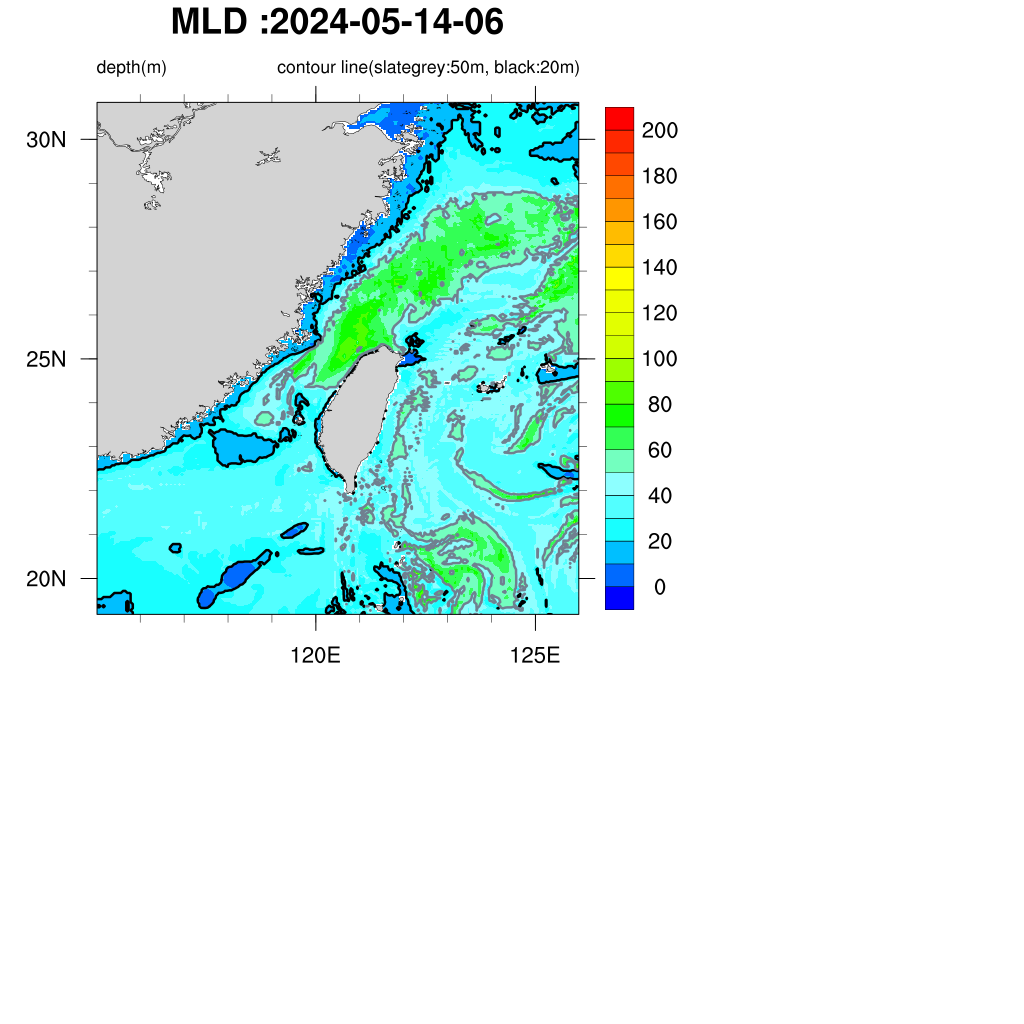 MLD :2024-05-14-06
depth(m)
contour line(slategrey:50m, black:20m)
30N
25N
20N
120E
125E
200
180
160
140
120
100
80
60
40
20
0